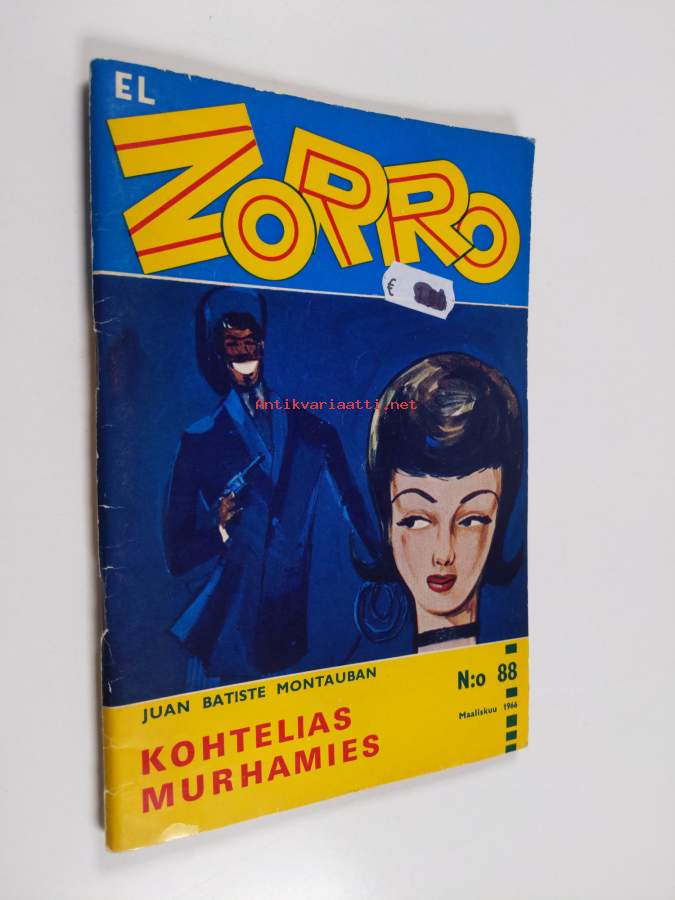 EL
ZORRO
€
Antikvariaatti.net
JUAN BATISTE MONTAUBAN
N:o 88
Maaliskuu 1966
KOHTELIAS
MURHAMIES